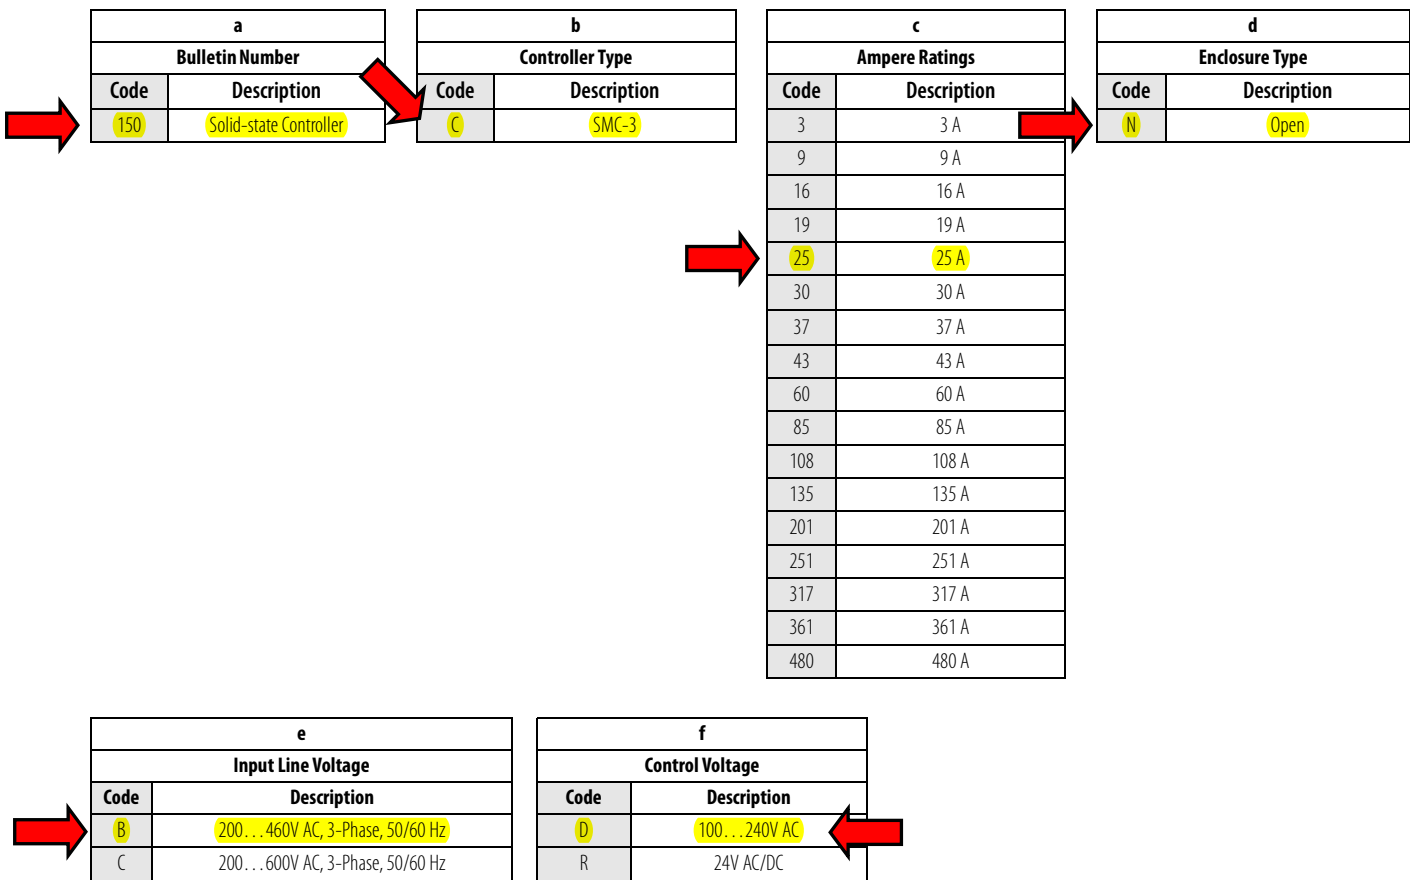 a
Bulletin Number
Code Description
150 Solid-state Controller
b
Controller Type
Code Description
C SMC-3
c
Ampere Ratings
Code Description
3 3 A
9 9 A
16 16 A
19 19 A
25 25 A
30 30 A
37 37 A
43 43 A
60 60 A
85 85 A
108 108 A
135 135 A
201 201 A
251 251 A
317 317 A
361 361 A
480 480 A
d
Enclosure Type
Code Description
N Open
e
Input Line Voltage
Code Description
B 200...460V AC, 3-Phase, 50/60 Hz
C 200...600V AC, 3-Phase, 50/60 Hz
f
Control Voltage
Code Description
D 100...240V AC
R 24V AC/DC